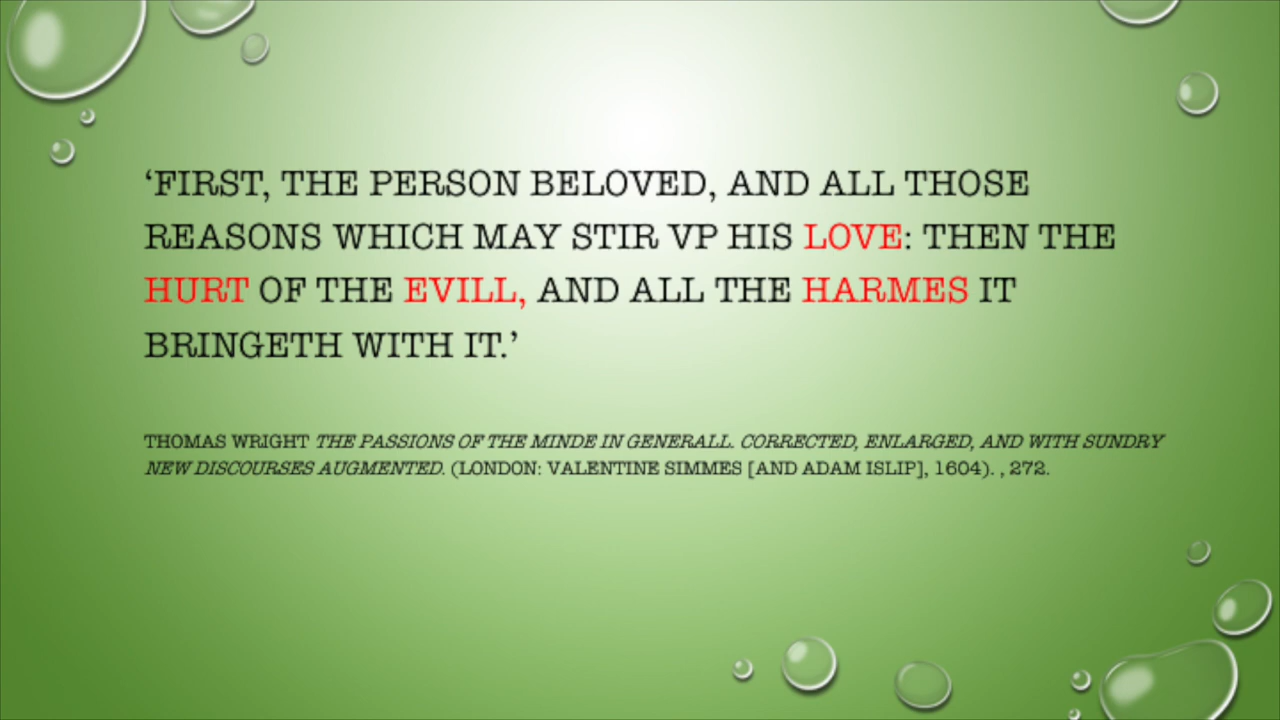 ‘FIRST, THE PERSON BELOVED, AND ALL THOSE
REASONS WHICH MAY STIR VP HIS LOVE: THEN THE
HURT OF THE EVILL, AND ALL THE HARMES IT
BRINGETH WITH IT.’
THOMAS WRIGHT THE PASSIONS OF THE MINDE IN GENERALL. CORRECTED, ENLARGED, AND WITH SUNDRY
NEW DISCOURSES AUGMENTED. (LONDON: VALENTINE SIMMES [AND ADAM ISLIP], 1604). , 272.